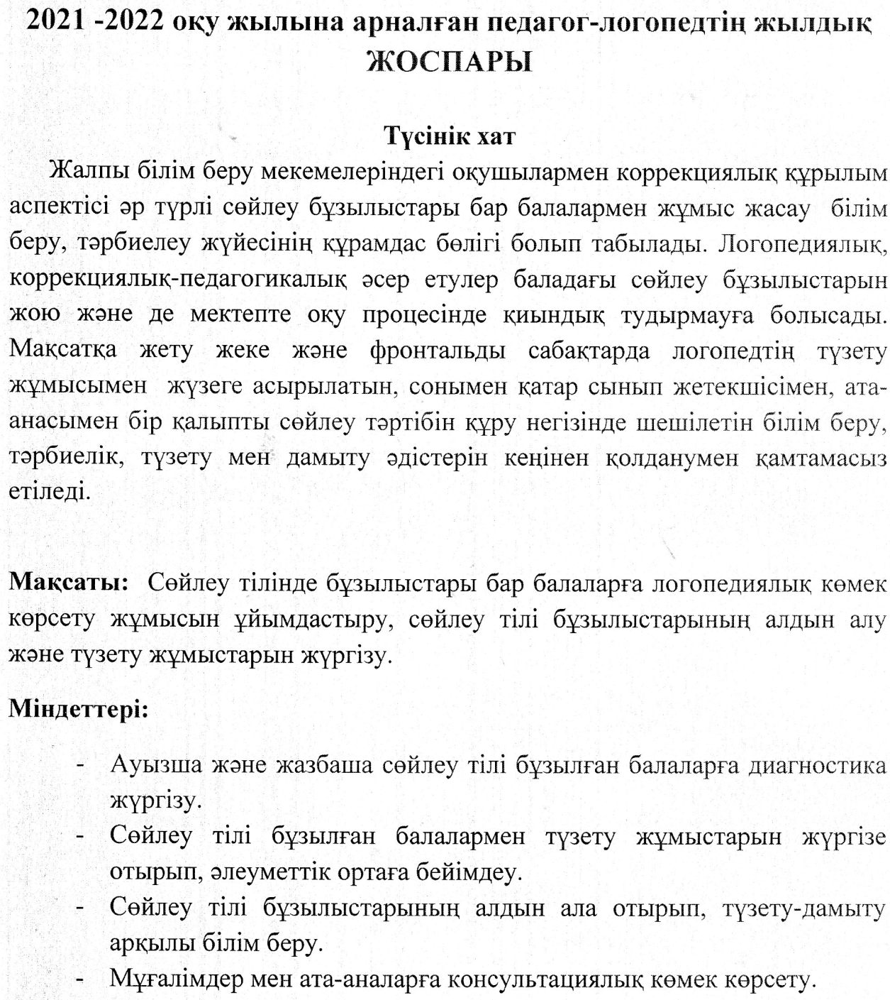 2021 -2022 оқу жылына арналған педагог-логопедтің жылдық
ЖОСПАРЫ
Түсінік хат
Жалпы білім беру мекемелеріндегі оқушылармен коррекциялық құрылым
аспектісі әр түрлі сөйлеу бұзылыстары бар балалармен жұмыс жасау білім
беру, тәрбиелеу жүйесінің құрамдас бөлігі болып табылады. Логопедиялық,
коррекциялық-педагогикалық әсер етулер баладағы сөйлеу бұзылыстарын
жою және де мектепте оқу процесінде қиындық тудырмауға болысады.
Мақсатқа жету жеке және фронтальды сабақтарда логопедтің түзету
жұмысымен жүзеге асырылатын, сонымен қатар сынып жетекшісімен, ата-
анасымен бір қалыпты сөйлеу тәртібін құру негізінде шешілетін білім беру,
тәрбиелік, түзету мен дамыту әдістерін кеңінен қолданумен қамтамасыз
етіледі.
Мақсаты: Сөйлеу тілінде бұзылыстары бар балаларға логопедиялық көмек
көрсету жұмысын ұйымдастыру, сөйлеу тілі бұзылыстарының алдын алу
және түзету жұмыстарын жүргізу.
Міндеттері:
- Ауызша және жазбаша сөйлеу тілі бұзылған балаларға диагностика
жүргізу.
- Сөйлеу тілі бұзылған балалармен түзету жұмыстарын жүргізе
отырып, әлеуметтік ортаға бейімдеу.
- Сөйлеу тілі бұзылыстарының алдын ала отырып, түзету-дамыту
арқылы білім беру.
- Мұғалімдер мен ата-аналарға консультациялық көмек көрсету.